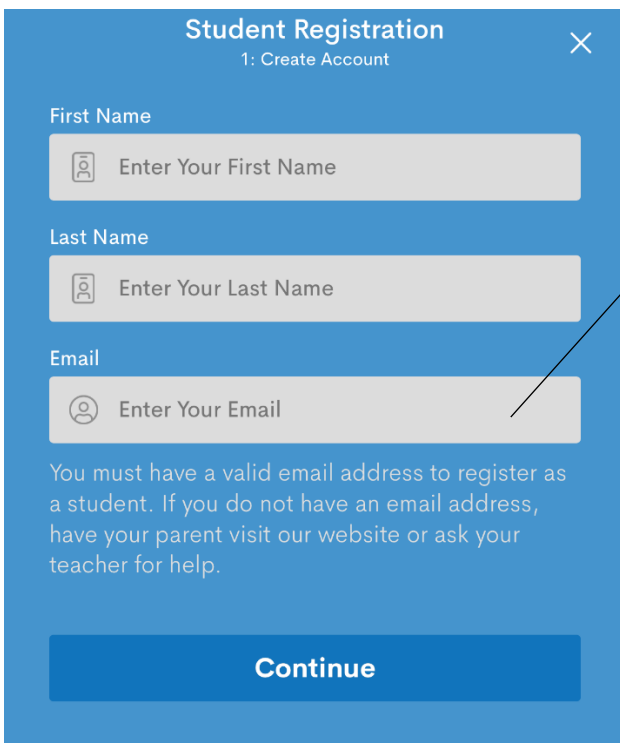 Student Registration
1: Create Account
First Name
Enter Your First Name
Last Name
Enter Your Last Name
Email
Enter Your Email
You must have a valid email address to register as
a student. If you do not have an email address,
have your parent visit our website or ask your
teacher for help.
Continue